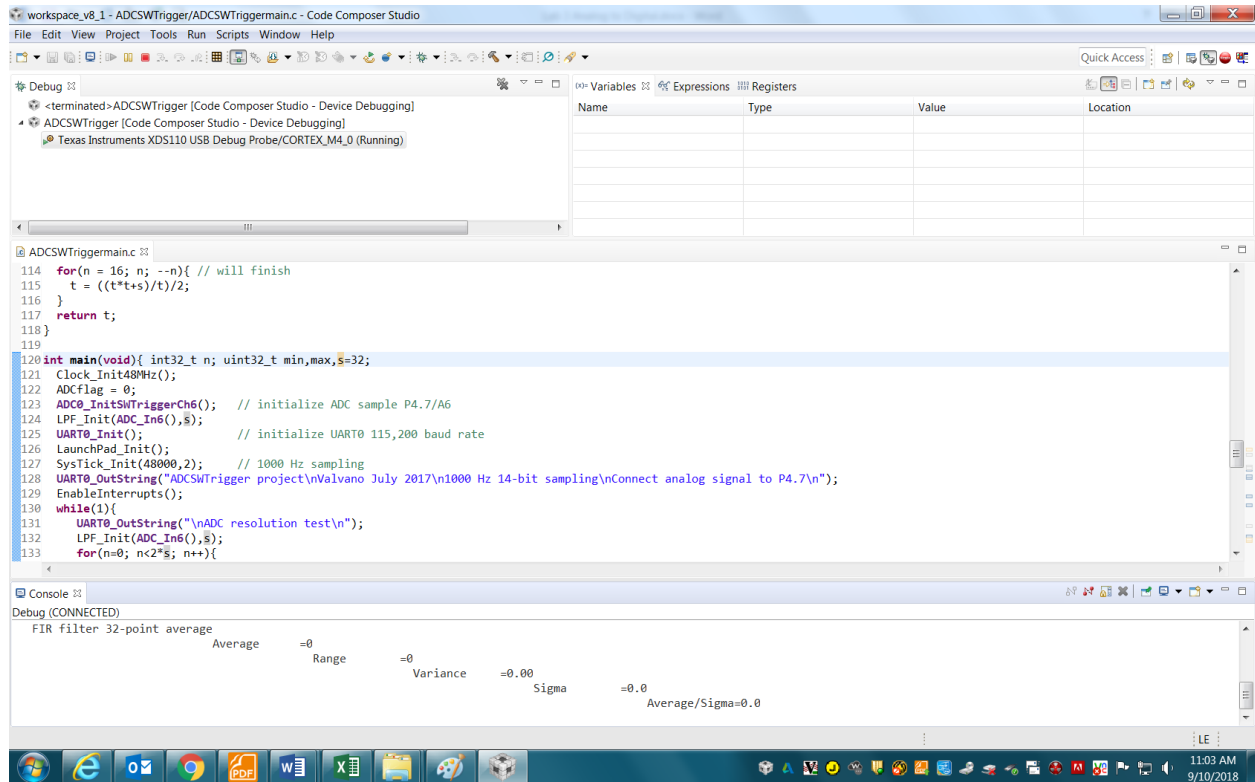 workspace_v8_1 - ADCSWTrigger/ADCSWTriggermain.c - Code Composer Studio
File Edit View Project Tools Run Scripts Window Help
Quick Access
Debug
(x)= Variables Expressions 1010 Registers
<terminated>ADCSWTrigger [Code Composer Studio - Device Debugging]
ADCSWTrigger [Code Composer Studio - Device Debugging]
Texas Instruments XDS110 USB Debug Probe/CORTEX_M4_0 (Running)
Name Type Value Location
ADCSWTriggermain.c
114 for(n = 16; n; --n){ // will finish
115 t = ((t*t+s)/t)/2;
116 }
117 return t;
118 }
119
120 int main(void){ int32_t n; uint32_t min,max,s=32;
121 Clock_Init48MHz();
122 ADCflag = 0;
123 ADC0_InitSWTriggerCh6(); // initialize ADC sample P4.7/A6
124 LPF_Init(ADC_In6(),s);
125 UART0_Init(); // initialize UART0 115,200 baud rate
126 LaunchPad_Init();
127 SysTick_Init(48000,2); // 1000 Hz sampling
128 UART0_OutString("ADCSWTrigger project\nValvano July 2017\n1000 Hz 14-bit sampling\nConnect analog signal to P4.7\n");
129 EnableInterrupts();
130 while(1){
131 UART0_OutString("\nADC resolution test\n");
132 LPF_Init(ADC_In6(),s);
133 for(n=0; n<2*s; n++){
Console
Debug (CONNECTED)
FIR filter 32-point average
Average =0
Range =0
Variance =0.00
Sigma =0.0
Average/Sigma=0.0
LE
PDF
11:03 AM
9/10/2018